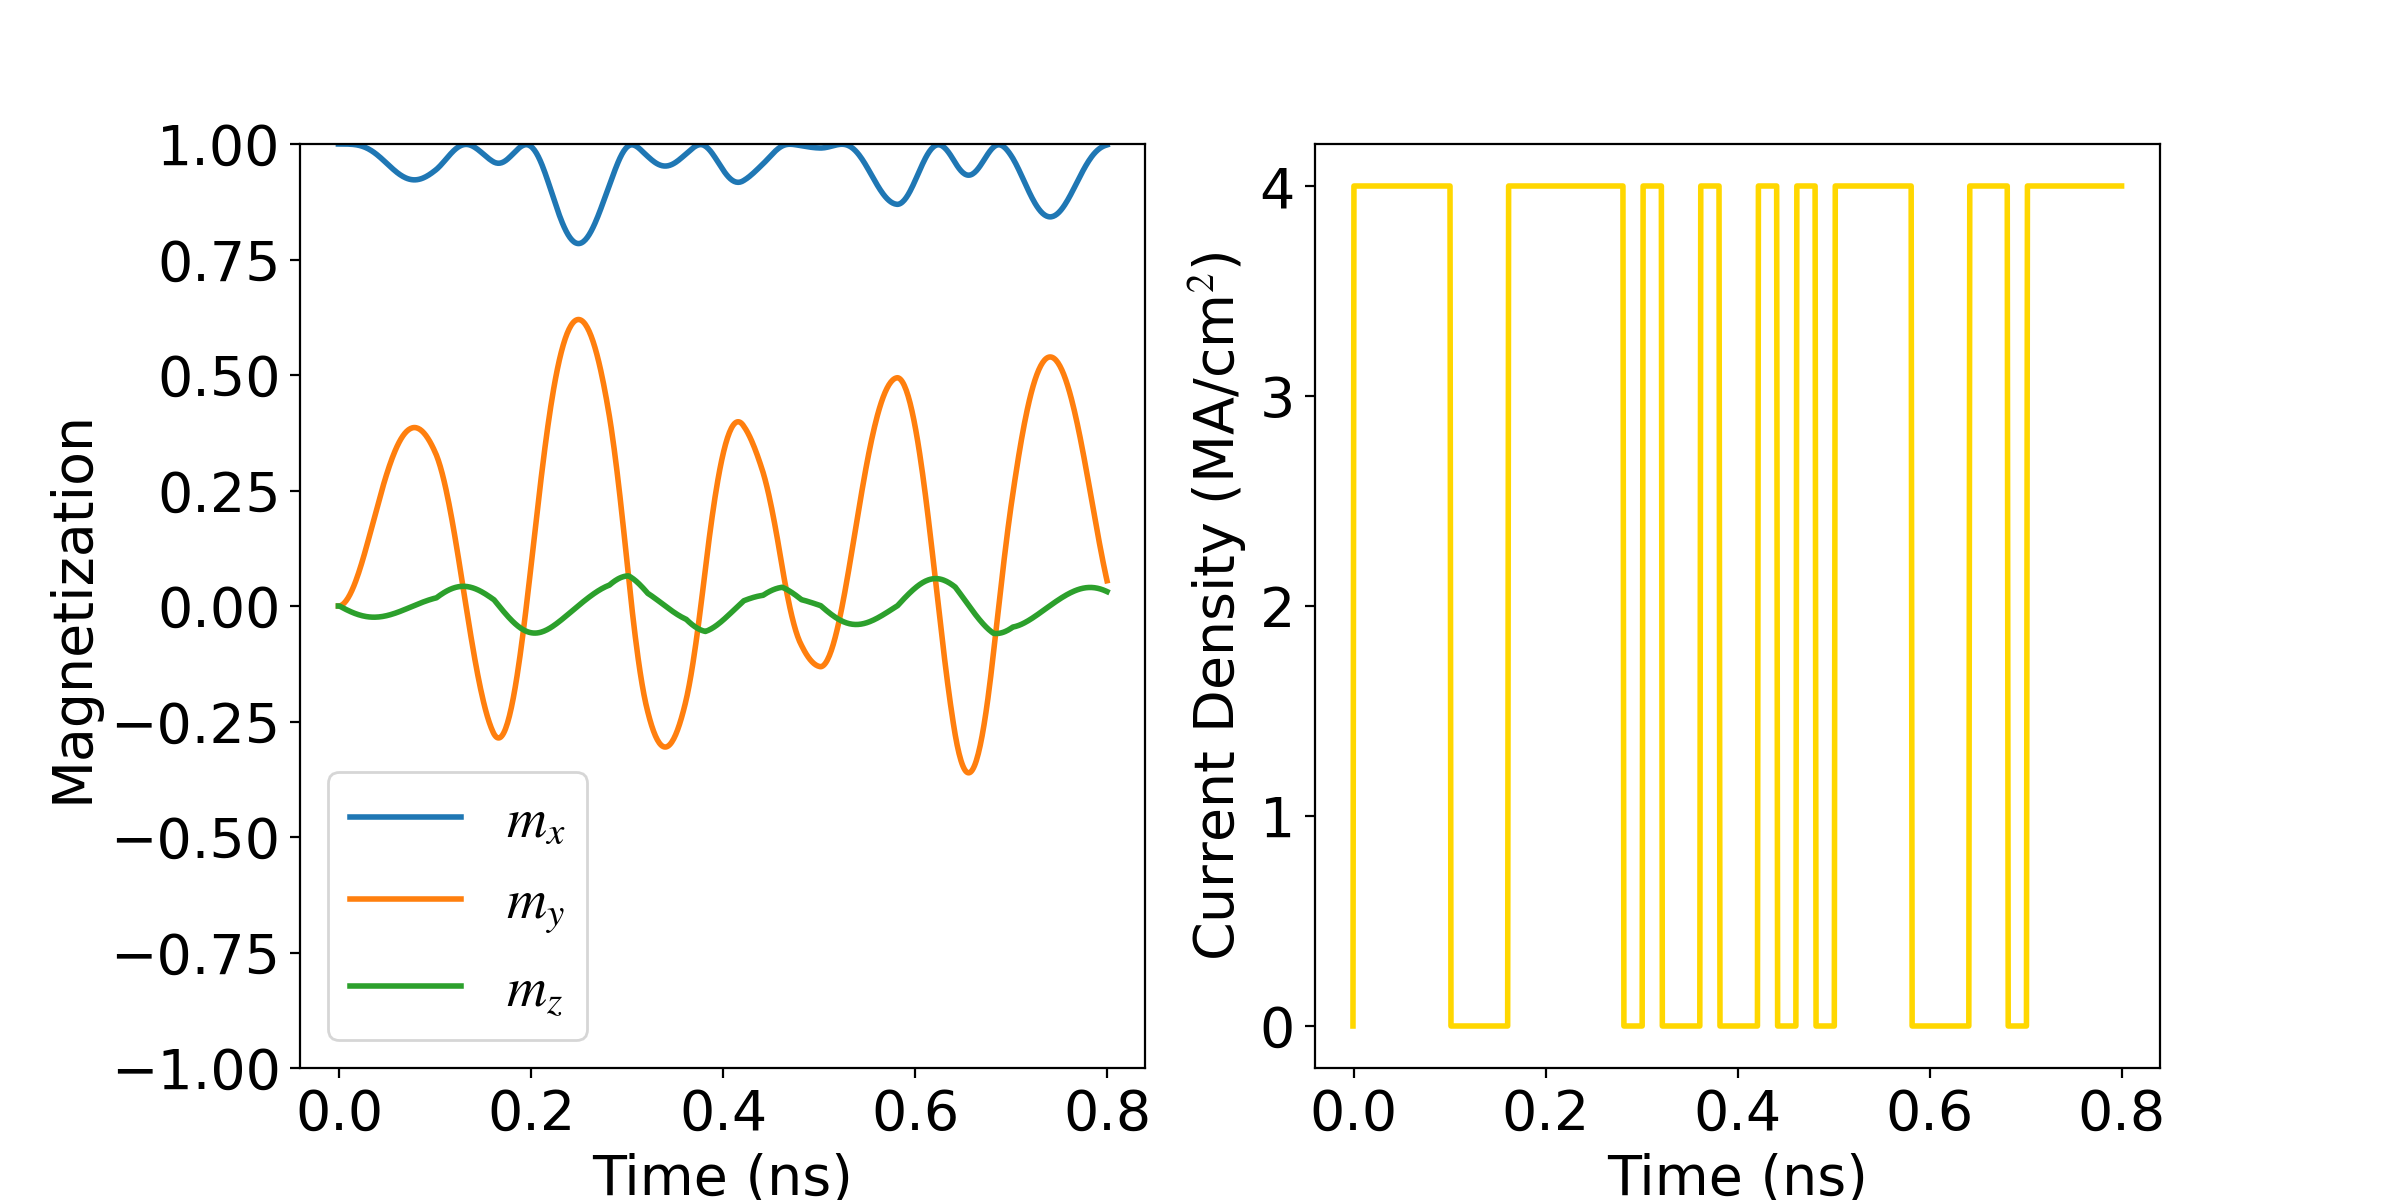 Magnetization
1.00
0.75
0.50
0.25
0.00
−0.25
−0.50
−0.75
−1.00
m_x
m_y
m_z
0.0 0.2 0.4 0.6 0.8
Time (ns)
Current Density (MA/cm²)
4
3
2
1
0
0.0 0.2 0.4 0.6 0.8
Time (ns)